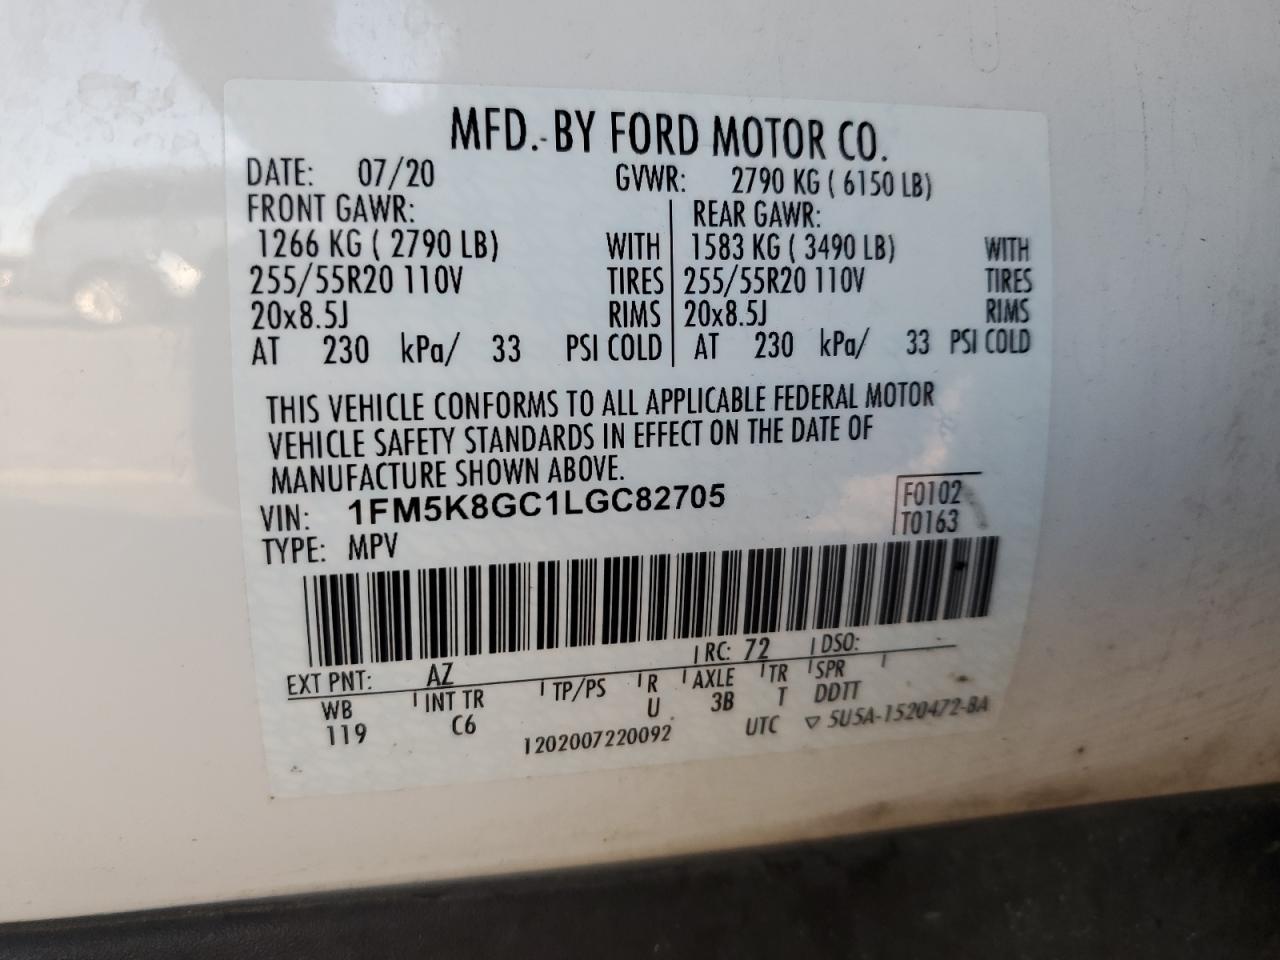 MFD. BY FORD MOTOR CO.
DATE: 07/20 GVWR: 2790 KG ( 6150 LB)
FRONT GAWR: REAR GAWR:
1266 KG ( 2790 LB) WITH 1583 KG ( 3490 LB) WITH
255/55R20 110V TIRES 255/55R20 110V TIRES
20x8.5J RIMS 20x8.5J RIMS
AT 230 kPa/ 33 PSI COLD AT 230 kPa/ 33 PSI COLD
THIS VEHICLE CONFORMS TO ALL APPLICABLE FEDERAL MOTOR
VEHICLE SAFETY STANDARDS IN EFFECT ON THE DATE OF
MANUFACTURE SHOWN ABOVE.
VIN: 1FM5K8GC1LGC82705 F0102
TYPE: MPV T0163
EXT PNT: AZ RC: 72 DSO:
WB INT TR TP/PS R AXLE TR SPR
119 C6 U 3B T DDTT
1202007220092 UTC ▽ 5U5A-1520472-BA